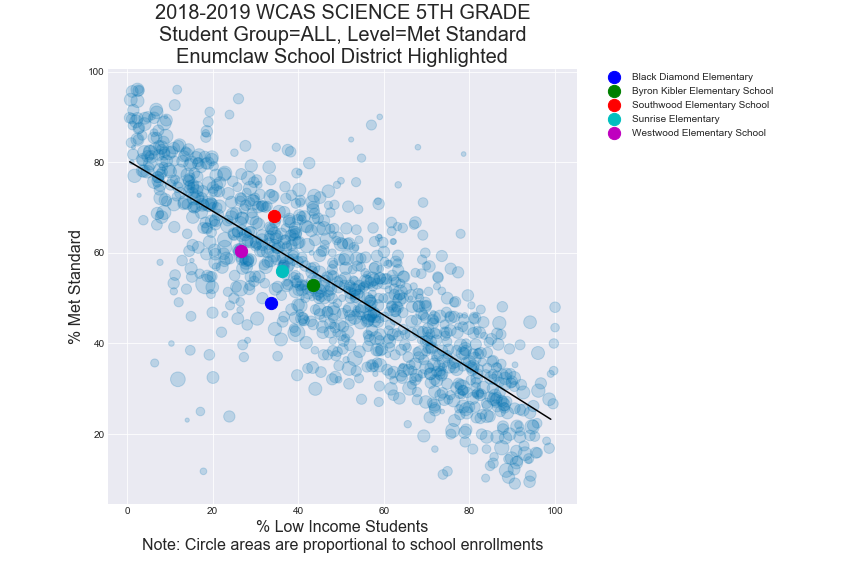 2018-2019 WCAS SCIENCE 5TH GRADE
Student Group=ALL, Level=Met Standard
Enumclaw School District Highlighted
Black Diamond Elementary
Byron Kibler Elementary School
Southwood Elementary School
Sunrise Elementary
Westwood Elementary School
% Met Standard
100
80
60
40
20
0 20 40 60 80 100
% Low Income Students
Note: Circle areas are proportional to school enrollments